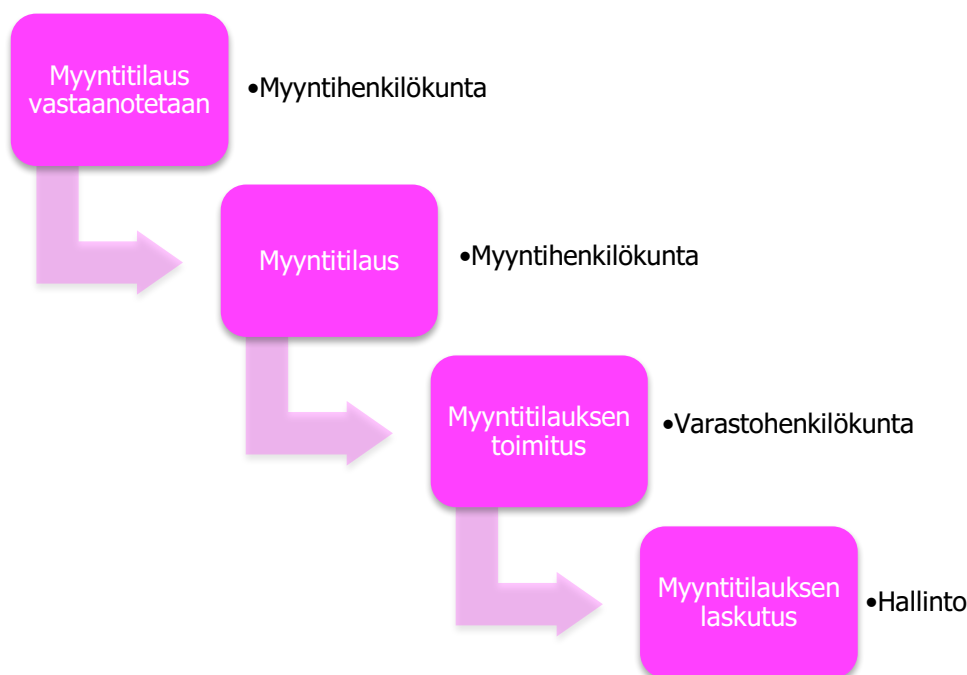 Myyntitilaus
vastaanotetaan
•Myyntihenkilökunta
Myyntitilaus
•Myyntihenkilökunta
Myyntitilauksen
toimitus
•Varastohenkilökunta
Myyntitilauksen
laskutus
•Hallinto